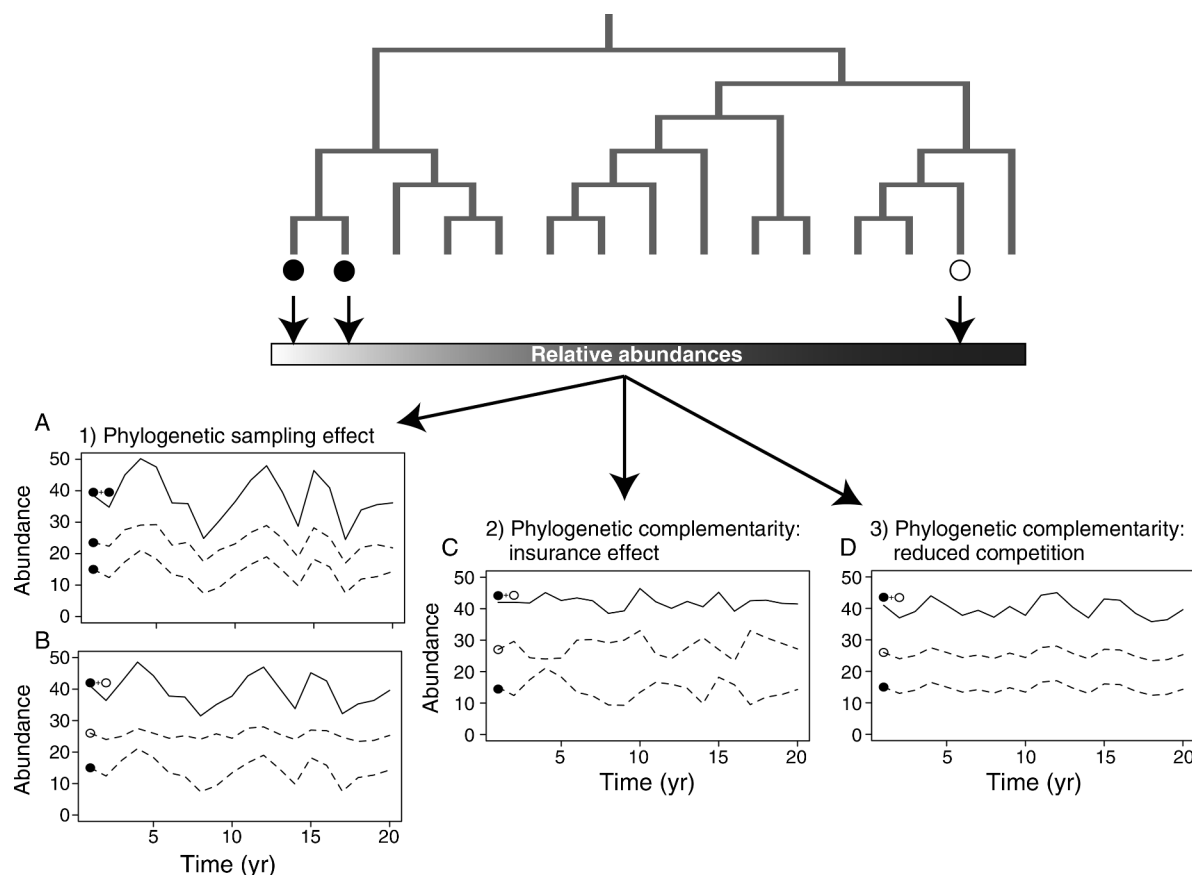 Relative abundances
A
1) Phylogenetic sampling effect
50
40
30
20
10
0
Abundance
+
B
50
40
30
20
10
0
Abundance
+
5
10
15
20
Time (yr)
C
2) Phylogenetic complementarity:
insurance effect
50
40
30
20
10
0
Abundance
+
5
10
15
20
Time (yr)
D
3) Phylogenetic complementarity:
reduced competition
50
40
30
20
10
0
+
5
10
15
20
Time (yr)